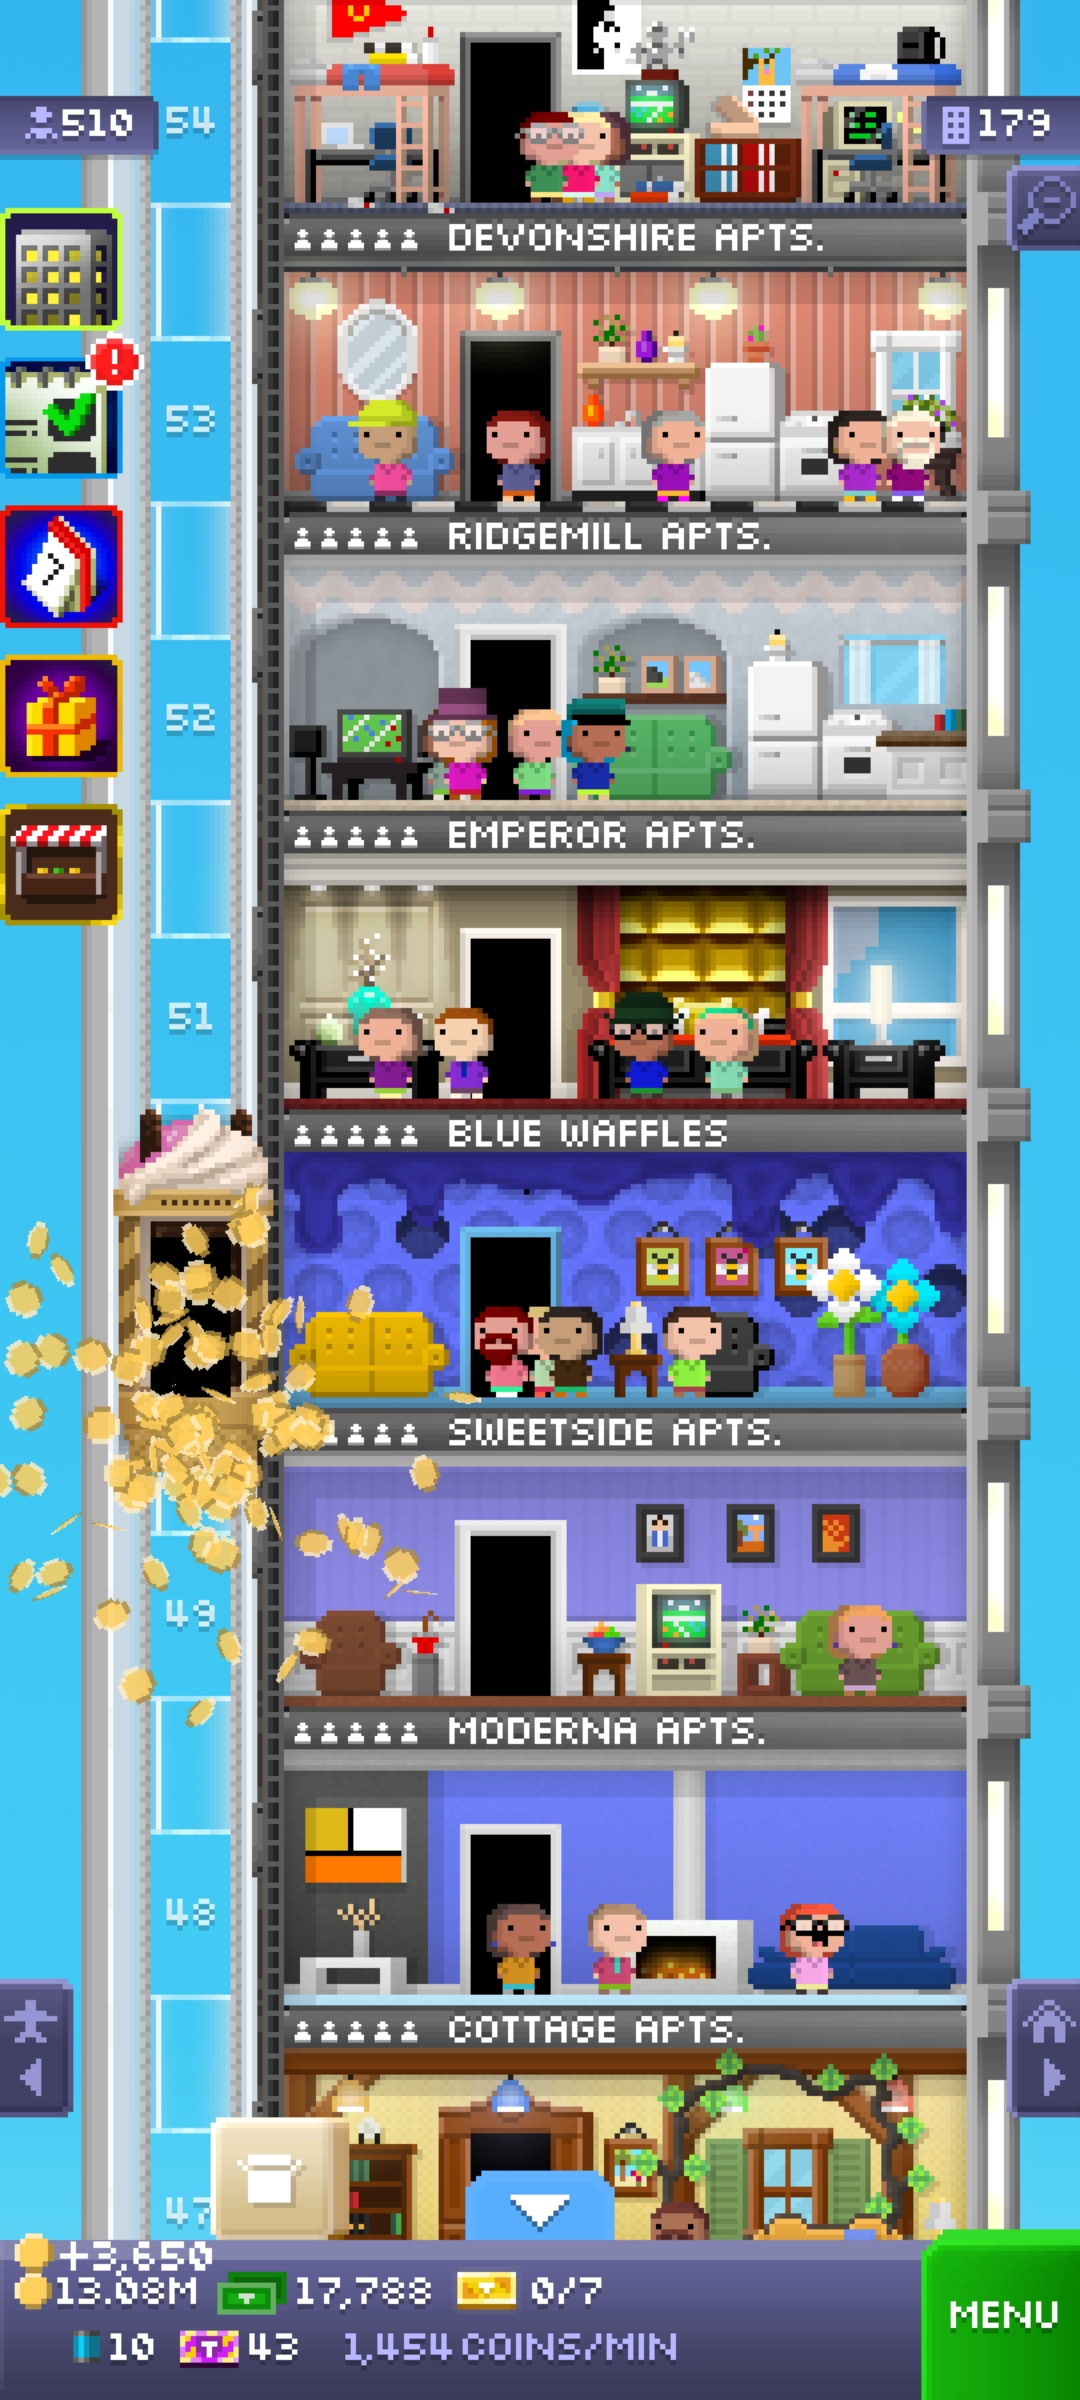 510
54
179
DEVONSHIRE APTS.
53
RIDGEMILL APTS.
52
EMPEROR APTS.
51
BLUE WAFFLES
SWEETSIDE APTS.
49
MODERNA APTS.
48
COTTAGE APTS.
47
+3,650
13.08M 17,788 0/7
MENU
10 43 1,454 COINS/MIN